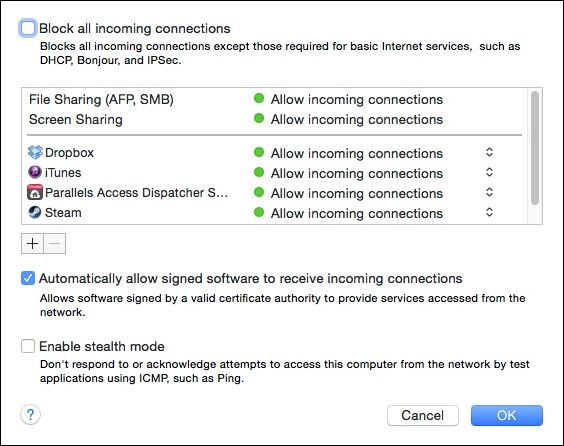 Block all incoming connections
Blocks all incoming connections except those required for basic Internet services, such as
DHCP, Bonjour, and IPSec.
File Sharing (AFP, SMB) Allow incoming connections
Screen Sharing Allow incoming connections
Dropbox Allow incoming connections
iTunes Allow incoming connections
Parallels Access Dispatcher S... Allow incoming connections
Steam Allow incoming connections
+ −
Automatically allow signed software to receive incoming connections
Allows software signed by a valid certificate authority to provide services accessed from the
network.
Enable stealth mode
Don't respond to or acknowledge attempts to access this computer from the network by test
applications using ICMP, such as Ping.
? Cancel OK